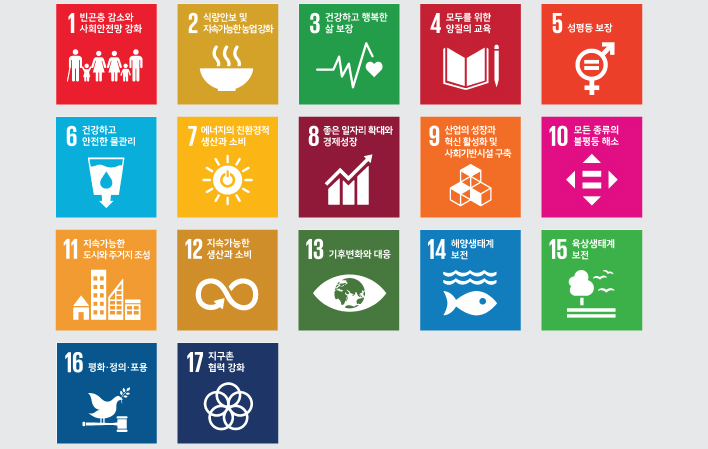 1 빈곤층 감소와
사회안전망 강화
2 식량안보 및
지속가능한 농업강화
3 건강하고 행복한
삶 보장
4 모두를 위한
양질의 교육
5 성평등 보장
6 건강하고
안전한 물관리
7 에너지의 친환경적
생산과 소비
8 좋은 일자리 확대와
경제성장
9 산업의 성장과
혁신 활성화 및
사회기반시설 구축
10 모든 종류의
불평등 해소
11 지속가능한
도시와 주거지 조성
12 지속가능한
생산과 소비
13 기후변화와 대응
14 해양생태계
보전
15 육상생태계
보전
16 평화·정의·포용
17 지구촌
협력 강화